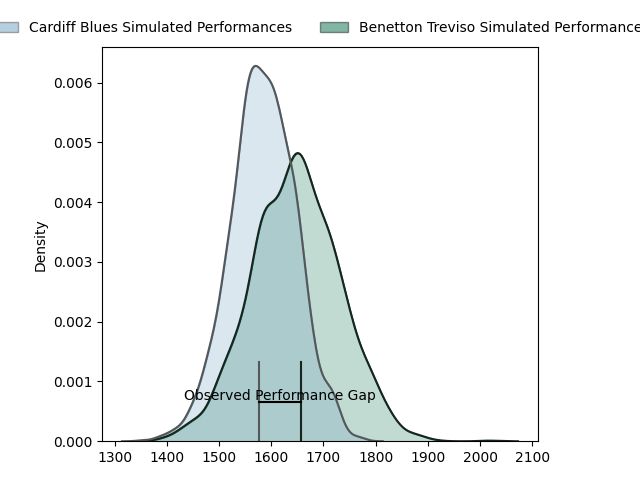 Cardiff Blues Simulated Performances
Benetton Treviso Simulated Performance
0.006
0.005
0.004
0.003
0.002
0.001
0.000
Density
Observed Performance Gap
1300 1400 1500 1600 1700 1800 1900 2000 2100